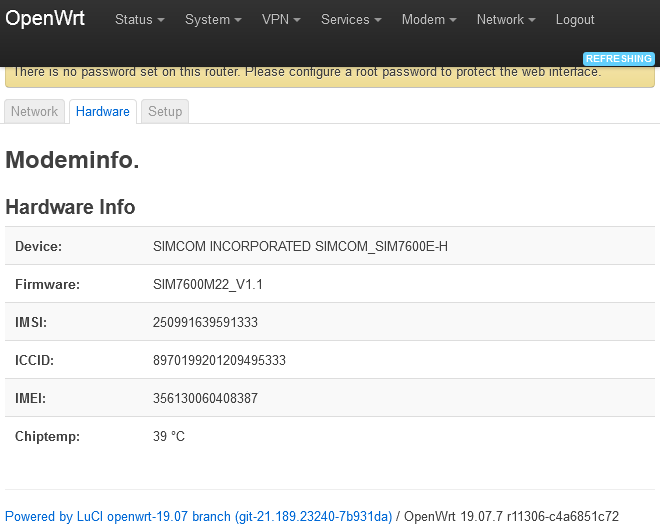 OpenWrt Status System VPN Services Modem Network Logout
REFRESHING
There is no password set on this router. Please configure a root password to protect the web interface.
Network Hardware Setup
Modeminfo.
Hardware Info
Device: SIMCOM INCORPORATED SIMCOM_SIM7600E-H
Firmware: SIM7600M22_V1.1
IMSI: 250991639591333
ICCID: 8970199201209495333
IMEI: 356130060408387
Chiptemp: 39 °C
Powered by LuCI openwrt-19.07 branch (git-21.189.23240-7b931da) / OpenWrt 19.07.7 r11306-c4a6851c72